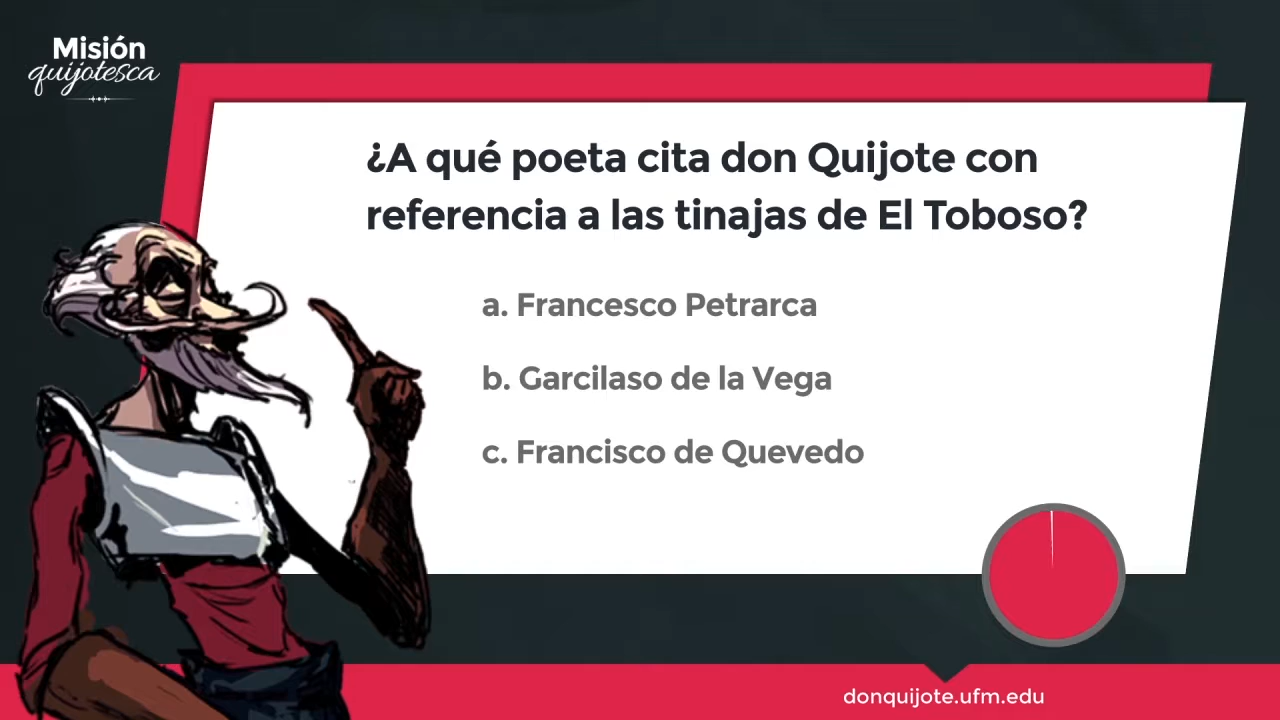 Misión
quijotesca
¿A qué poeta cita don Quijote con
referencia a las tinajas de El Toboso?
a. Francesco Petrarca
b. Garcilaso de la Vega
c. Francisco de Quevedo
donquijote.ufm.edu